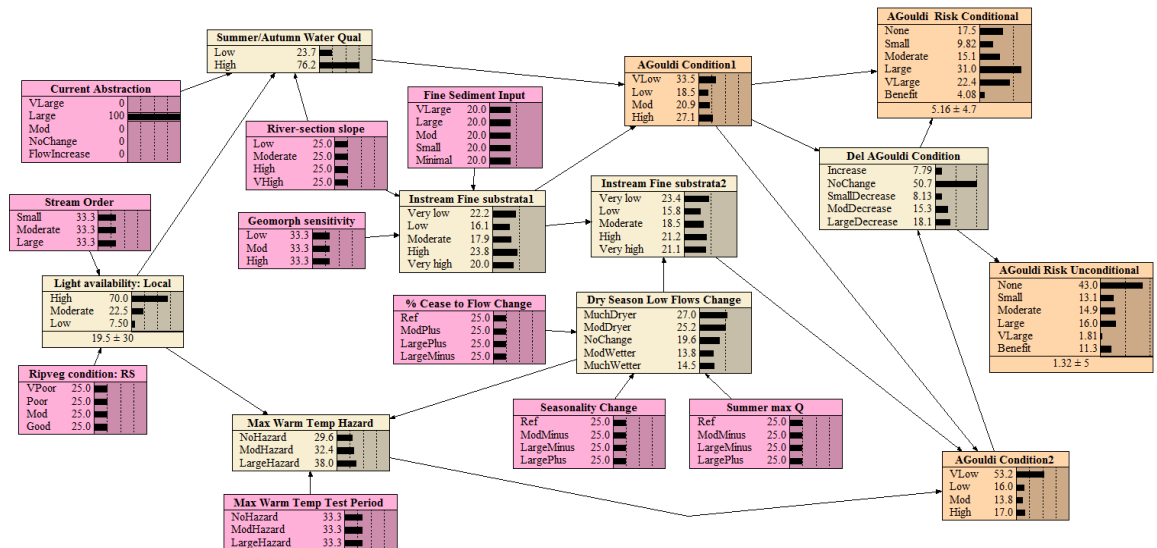 AGouldi Risk Conditional
None 17.5
Small 9.82
Moderate 15.1
Large 31.0
VLarge 22.4
Benefit 4.08
5.16 ± 4.7
Summer/Autumn Water Qual
Low 23.7
High 76.2
AGouldi Condition1
VLow 33.5
Low 18.5
Mod 20.9
High 27.1
Current Abstraction
VLarge 0
Large 100
Mod 0
NoChange 0
FlowIncrease 0
Fine Sediment Input
VLarge 20.0
Large 20.0
Mod 20.0
Small 20.0
Minimal 20.0
River-section slope
Low 25.0
Moderate 25.0
High 25.0
VHigh 25.0
Del AGouldi Condition
Increase 7.79
NoChange 50.7
SmallDecrease 8.13
ModDecrease 15.3
LargeDecrease 18.1
Instream Fine substrata2
Very low 23.4
Low 15.8
Moderate 18.5
High 21.2
Very high 21.1
Instream Fine substrata1
Very low 22.2
Low 16.1
Moderate 17.9
High 23.8
Very high 20.0
Stream Order
Small 33.3
Moderate 33.3
Large 33.3
Geomorph sensitivity
Low 33.3
Mod 33.3
High 33.3
AGouldi Risk Unconditional
None 43.0
Small 13.1
Moderate 14.9
Large 16.0
VLarge 1.81
Benefit 11.3
1.32 ± 5
Light availability: Local
High 70.0
Moderate 22.5
Low 7.50
19.5 ± 30
% Cease to Flow Change
Ref 25.0
ModPlus 25.0
LargePlus 25.0
LargeMinus 25.0
Dry Season Low Flows Change
MuchDryer 27.0
ModDryer 25.2
NoChange 19.6
ModWetter 13.8
MuchWetter 14.5
Ripveg condition: RS
VPoor 25.0
Poor 25.0
Mod 25.0
Good 25.0
Seasonality Change
Ref 25.0
ModMinus 25.0
LargeMinus 25.0
LargePlus 25.0
Summer max Q
Ref 25.0
ModMinus 25.0
LargeMinus 25.0
LargePlus 25.0
Max Warm Temp Hazard
NoHazard 29.6
ModHazard 32.4
LargeHazard 38.0
AGouldi Condition2
VLow 53.2
Low 16.0
Mod 13.8
High 17.0
Max Warm Temp Test Period
NoHazard 33.3
ModHazard 33.3
LargeHazard 33.3